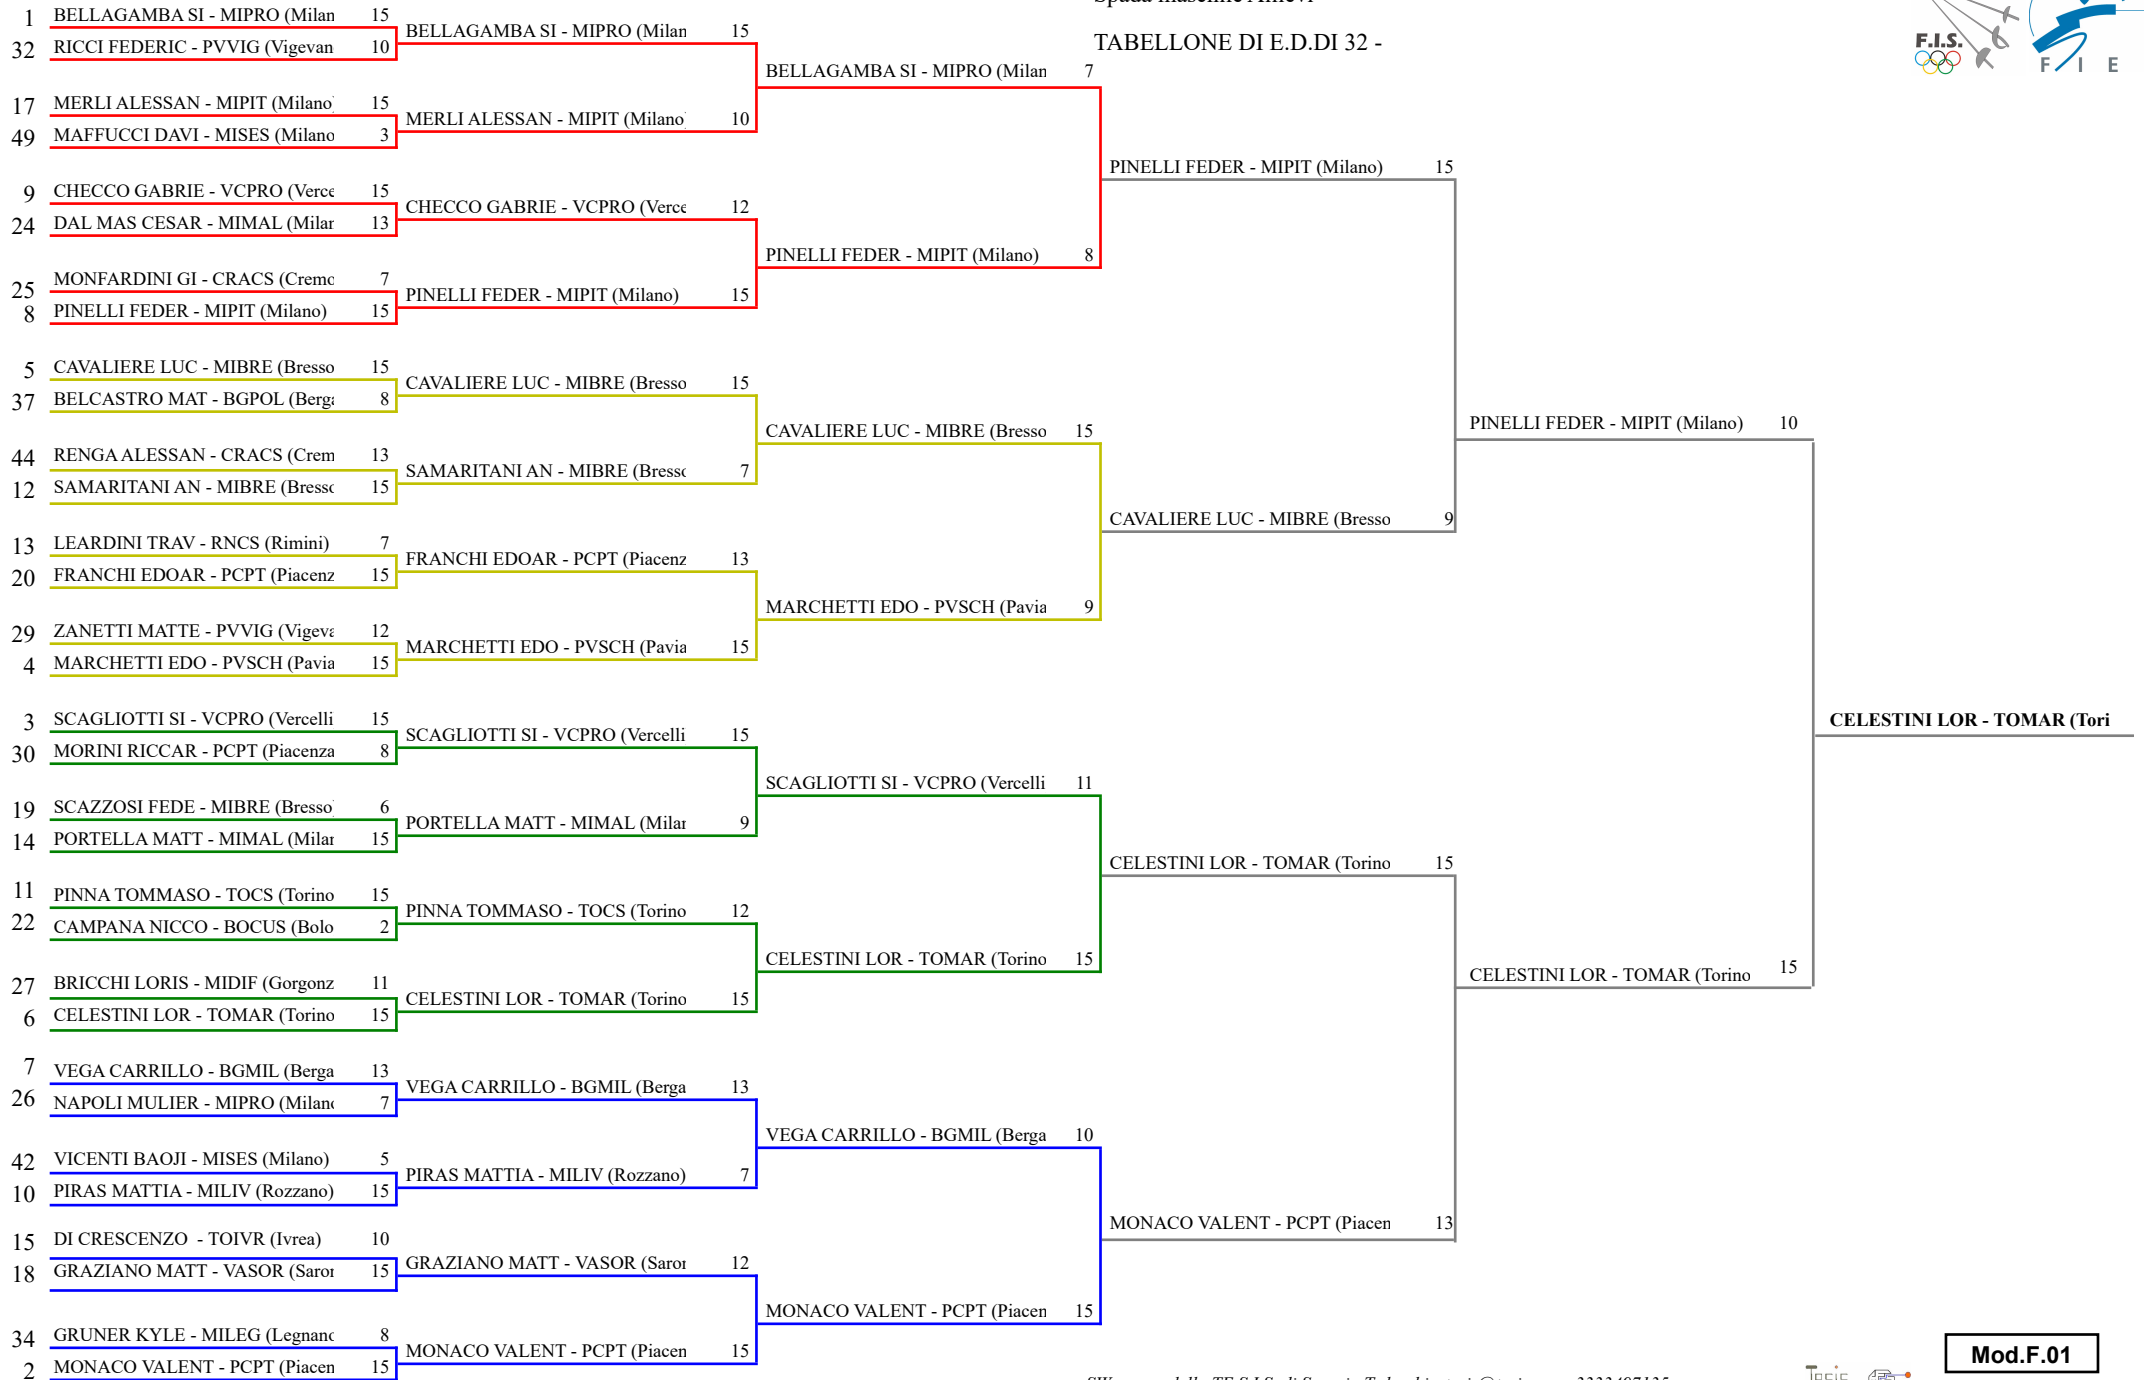 TABELLONE DI E.D.DI 32 -
F.I.S.
F I E
1 BELLAGAMBA SI - MIPRO (Milan 15
32 RICCI FEDERIC - PVVIG (Vigevan 10
17 MERLI ALESSAN - MIPIT (Milano 15
49 MAFFUCCI DAVI - MISES (Milano 3
9 CHECCO GABRIE - VCPRO (Verce 15
24 DAL MAS CESAR - MIMAL (Milar 13
25 MONFARDINI GI - CRACS (Cremo 7
8 PINELLI FEDER - MIPIT (Milano) 15
5 CAVALIERE LUC - MIBRE (Bresso 15
37 BELCASTRO MAT - BGPOL (Berga 8
44 RENGA ALESSAN - CRACS (Crem 13
12 SAMARITANI AN - MIBRE (Bresso 15
13 LEARDINI TRAV - RNCS (Rimini) 7
20 FRANCHI EDOAR - PCPT (Piacenz 15
29 ZANETTI MATTE - PVVIG (Vigeva 12
4 MARCHETTI EDO - PVSCH (Pavia 15
3 SCAGLIOTTI SI - VCPRO (Vercelli 15
30 MORINI RICCAR - PCPT (Piacenza 8
19 SCAZZOSI FEDE - MIBRE (Bresso 6
14 PORTELLA MATT - MIMAL (Milar 15
11 PINNA TOMMASO - TOCS (Torino 15
22 CAMPANA NICCO - BOCUS (Bolo 2
27 BRICCHI LORIS - MIDIF (Gorgonz 11
6 CELESTINI LOR - TOMAR (Torino 15
7 VEGA CARRILLO - BGMIL (Berga 13
26 NAPOLI MULIER - MIPRO (Milano 7
42 VICENTI BAOJI - MISES (Milano) 5
10 PIRAS MATTIA - MILIV (Rozzano) 15
15 DI CRESCENZO - TOIVR (Ivrea) 10
18 GRAZIANO MATT - VASOR (Saror 15
34 GRUNER KYLE - MILEG (Legnano 8
2 MONACO VALENT - PCPT (Piacen 15
BELLAGAMBA SI - MIPRO (Milan 15
MERLI ALESSAN - MIPIT (Milano 10
CHECCO GABRIE - VCPRO (Verce 12
PINELLI FEDER - MIPIT (Milano) 15
CAVALIERE LUC - MIBRE (Bresso 15
SAMARITANI AN - MIBRE (Bresso 7
FRANCHI EDOAR - PCPT (Piacenz 13
MARCHETTI EDO - PVSCH (Pavia 15
SCAGLIOTTI SI - VCPRO (Vercelli 15
PORTELLA MATT - MIMAL (Milar 9
PINNA TOMMASO - TOCS (Torino 12
CELESTINI LOR - TOMAR (Torino 15
VEGA CARRILLO - BGMIL (Berga 13
PIRAS MATTIA - MILIV (Rozzano) 7
GRAZIANO MATT - VASOR (Saror 12
MONACO VALENT - PCPT (Piacen 15
BELLAGAMBA SI - MIPRO (Milan 7
PINELLI FEDER - MIPIT (Milano) 8
CAVALIERE LUC - MIBRE (Bresso 15
MARCHETTI EDO - PVSCH (Pavia 9
SCAGLIOTTI SI - VCPRO (Vercelli 11
CELESTINI LOR - TOMAR (Torino 15
VEGA CARRILLO - BGMIL (Berga 10
MONACO VALENT - PCPT (Piacen 15
PINELLI FEDER - MIPIT (Milano) 15
CAVALIERE LUC - MIBRE (Bresso 9
CELESTINI LOR - TOMAR (Torino 15
MONACO VALENT - PCPT (Piacen 13
PINELLI FEDER - MIPIT (Milano) 10
CELESTINI LOR - TOMAR (Torino 15
CELESTINI LOR - TOMAR (Tori
Mod.F.01